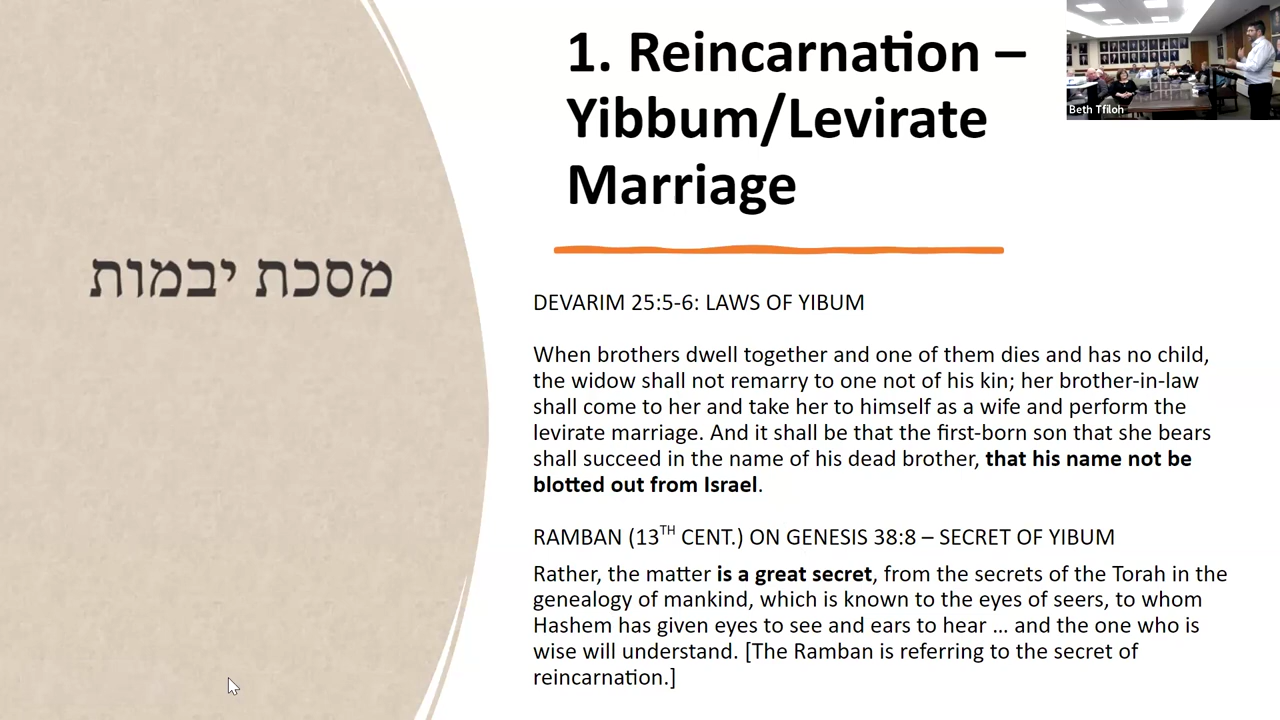 1. Reincarnation –
Yibbum/Levirate
Marriage
Beth Tfiloh
מסכת יבמות
DEVARIM 25:5-6: LAWS OF YIBUM
When brothers dwell together and one of them dies and has no child,
the widow shall not remarry to one not of his kin; her brother-in-law
shall come to her and take her to himself as a wife and perform the
levirate marriage. And it shall be that the first-born son that she bears
shall succeed in the name of his dead brother, that his name not be
blotted out from Israel.
RAMBAN (13TH CENT.) ON GENESIS 38:8 – SECRET OF YIBUM
Rather, the matter is a great secret, from the secrets of the Torah in the
genealogy of mankind, which is known to the eyes of seers, to whom
Hashem has given eyes to see and ears to hear ... and the one who is
wise will understand. [The Ramban is referring to the secret of
reincarnation.]